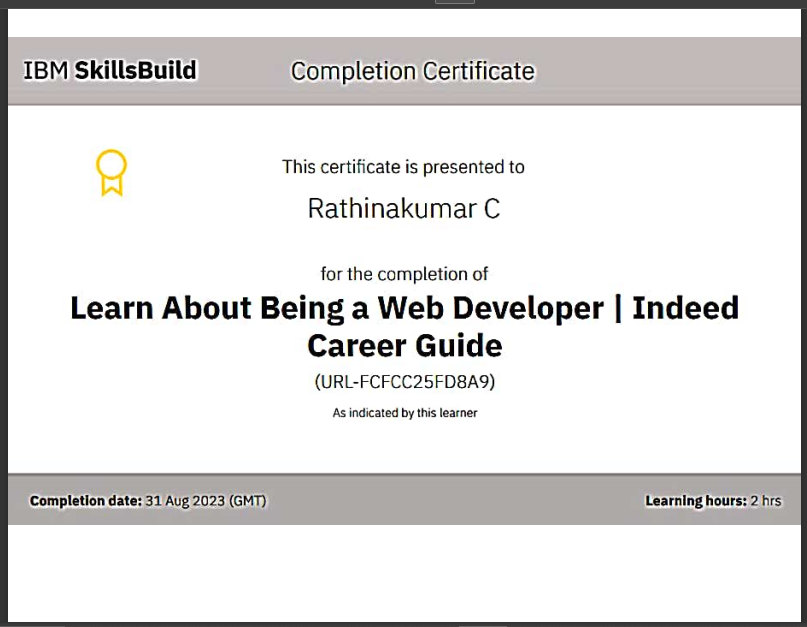 IBM SkillsBuild
Completion Certificate
This certificate is presented to
Rathinakumar C
for the completion of
Learn About Being a Web Developer | Indeed
Career Guide
(URL-FCFCC25FD8A9)
As indicated by this learner
Completion date: 31 Aug 2023 (GMT)
Learning hours: 2 hrs